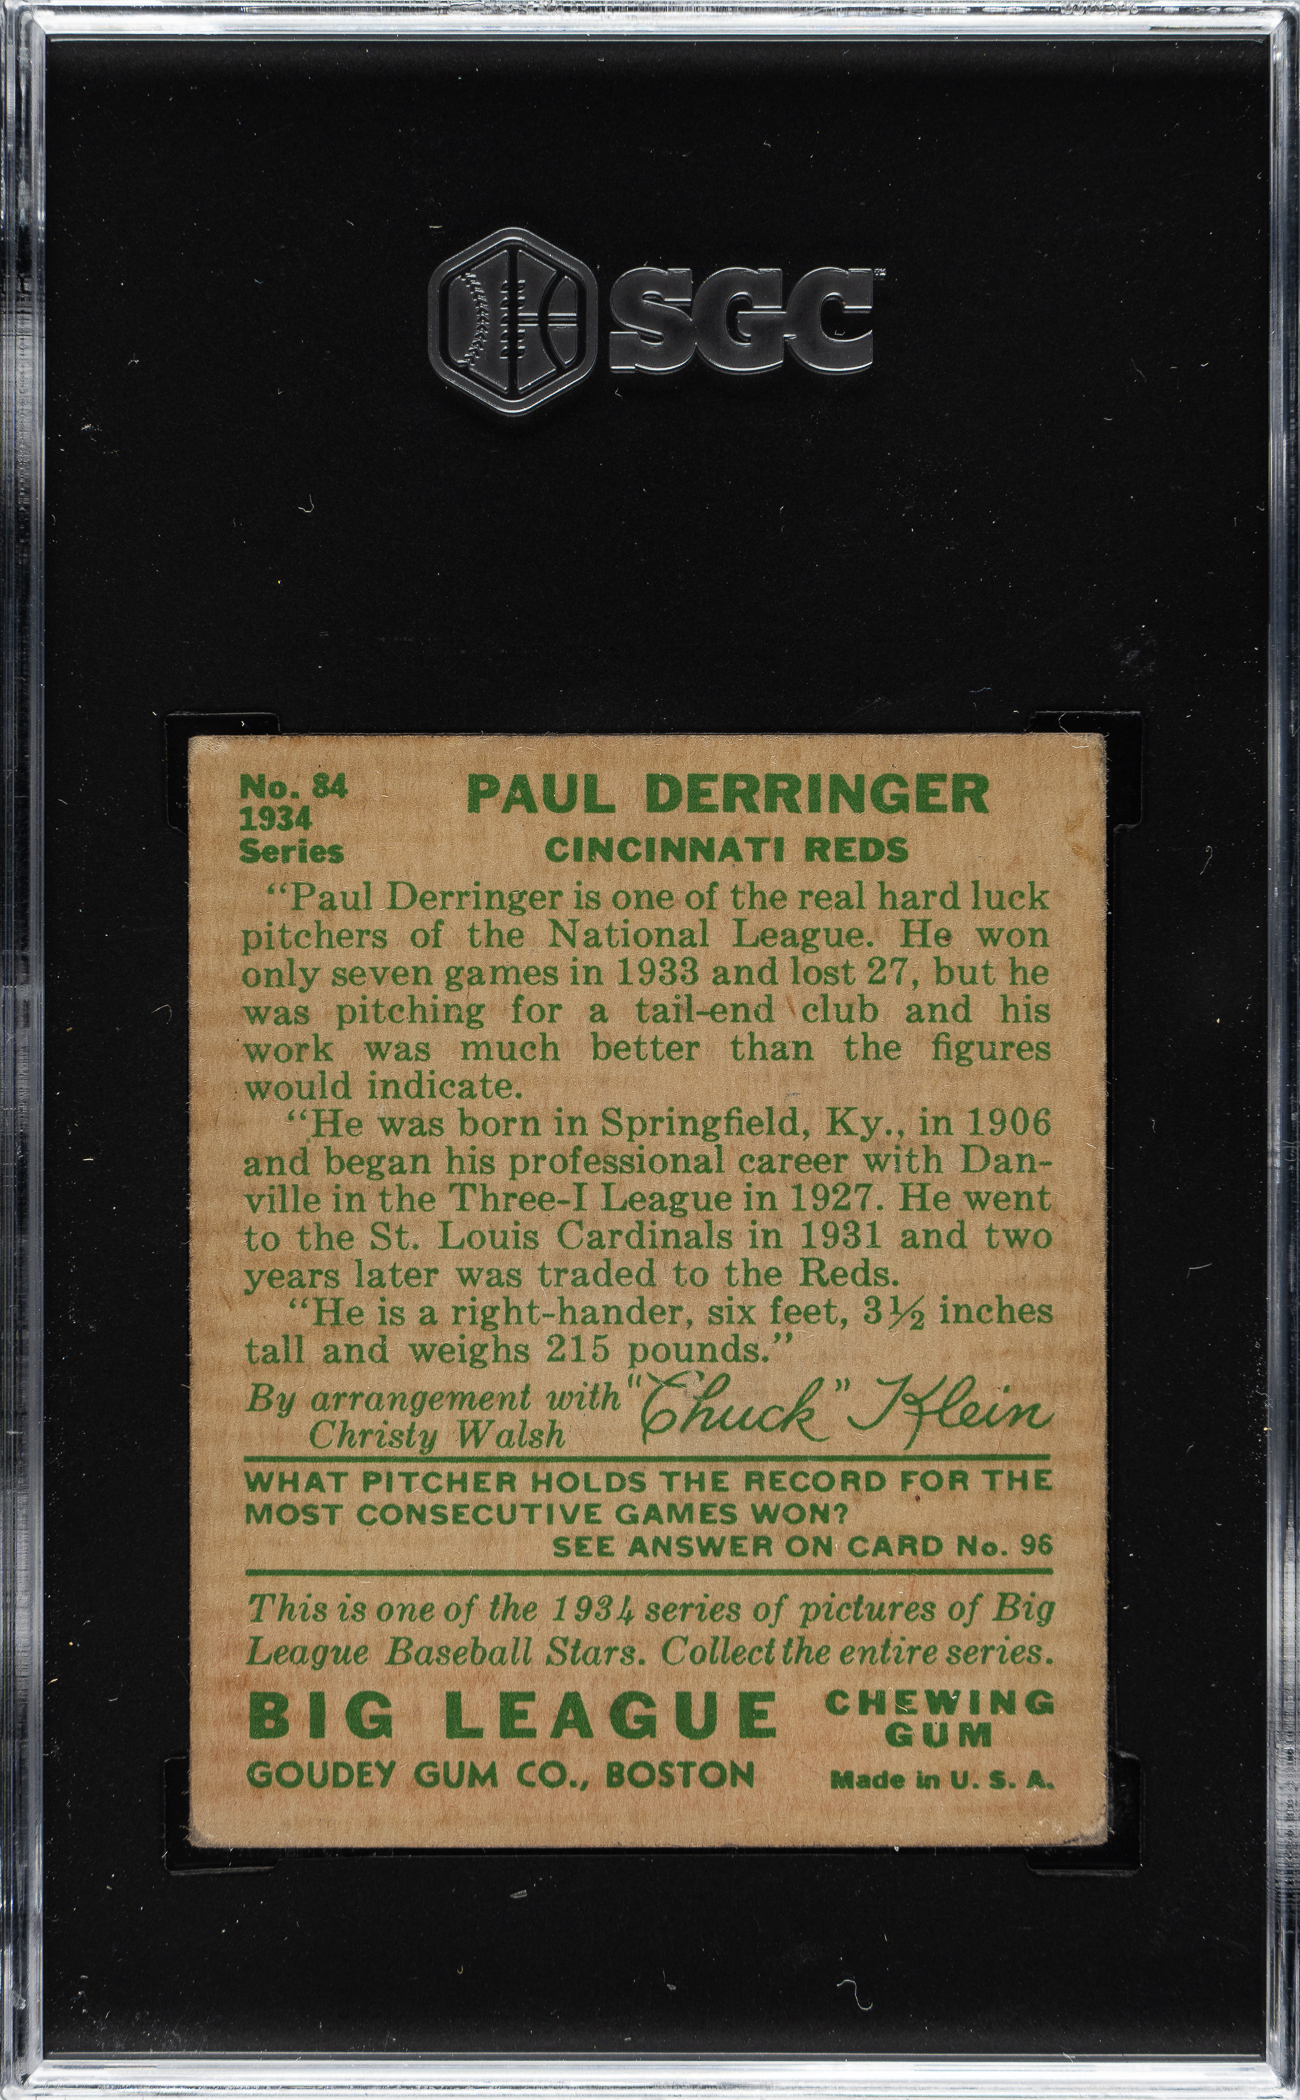 SGC
No. 84
1934
Series
PAUL DERRINGER
CINCINNATI REDS
“Paul Derringer is one of the real hard luck
pitchers of the National League. He won
only seven games in 1933 and lost 27, but he
was pitching for a tail-end club and his
work was much better than the figures
would indicate.
“He was born in Springfield, Ky., in 1906
and began his professional career with Dan-
ville in the Three-I League in 1927. He went
to the St. Louis Cardinals in 1931 and two
years later was traded to the Reds.
“He is a right-hander, six feet, 3½ inches
tall and weighs 215 pounds.”
By arrangement with
Christy Walsh
“Chuck” Klein
WHAT PITCHER HOLDS THE RECORD FOR THE
MOST CONSECUTIVE GAMES WON?
SEE ANSWER ON CARD No. 96
This is one of the 1934 series of pictures of Big
League Baseball Stars. Collect the entire series.
BIG LEAGUE
CHEWING
GUM
GOUDEY GUM CO., BOSTON
Made in U. S. A.